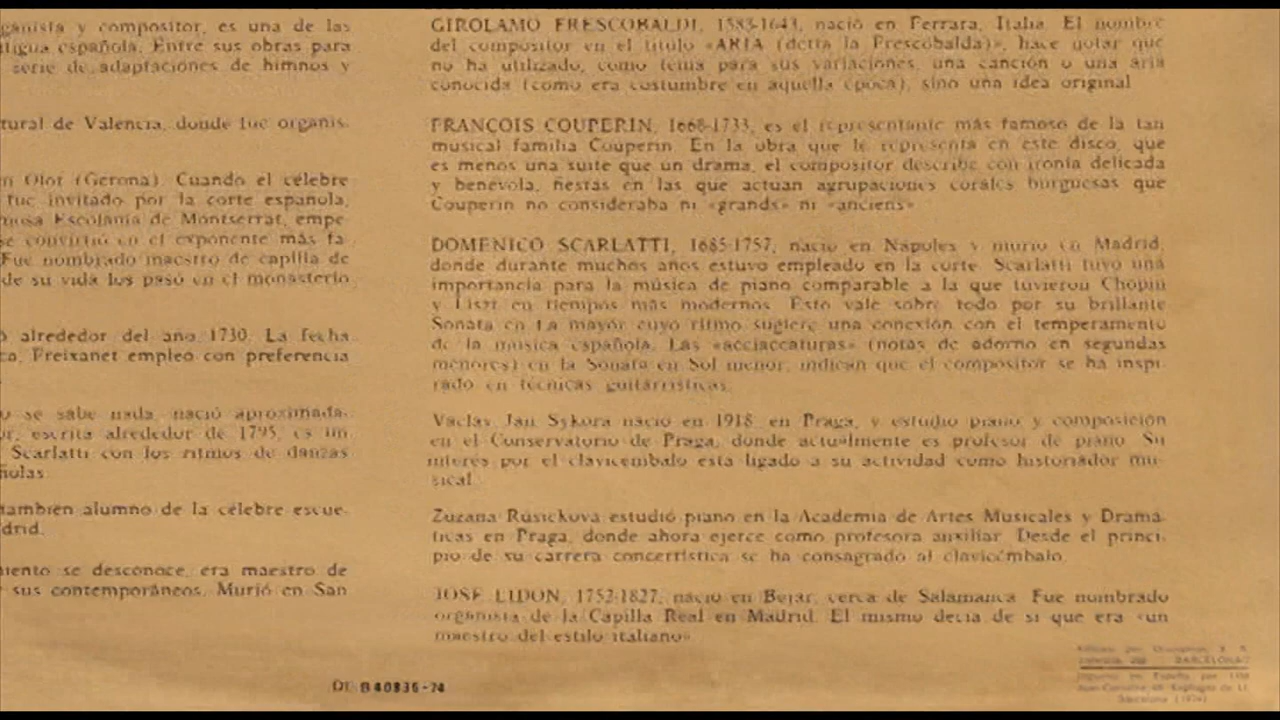 ganista y compositor, es una de las
tigua española. Entre sus obras para
serie de adaptaciones de himnos y
tural de Valencia, donde fue organis-
n Olot (Gerona). Cuando el célebre
fue invitado por la corte española,
mosa Escolanía de Montserrat, empe-
se convirtió en el exponente más fa-
Fue nombrado maestro de capilla de
de su vida los pasó en el monasterio
ó alrededor del año 1730. La fecha
ca, Freixanet empleó con preferencia
o se sabe nada, nació aproximada-
or, escrita alrededor de 1795, es un
Scarlatti con los ritmos de danzas
ñolas.
también alumno de la célebre escue-
drid.
miento se desconoce, era maestro de
sus contemporáneos. Murió en San
GIROLAMO FRESCOBALDI, 1583-1643, nació en Ferrara, Italia. El nombre
del compositor en el título «ARIA (detta la Frescobalda)», hace notar que
no ha utilizado, como tema para sus variaciones, una canción o una aria
conocida (como era costumbre en aquella época), sino una idea original
FRANÇOIS COUPERIN, 1668-1733, es el representante más famoso de la tan
musical familia Couperin. En la obra que le representa en este disco, que
es menos una suite que un drama, el compositor describe con ironía delicada
y benévola, fiestas en las que actúan agrupaciones corales burguesas que
Couperin no consideraba ni «grands» ni «anciens»
DOMENICO SCARLATTI, 1685-1757, nació en Nápoles y murió en Madrid,
donde durante muchos años estuvo empleado en la corte. Scarlatti tuvo una
importancia para la música de piano comparable a la que tuvieron Chopin
y Liszt en tiempos más modernos. Esto vale sobre todo por su brillante
Sonata en La mayor cuyo ritmo sugiere una conexión con el temperamento
de la música española. Las «acciaccaturas» (notas de adorno en segundas
menores) en la Sonata en Sol menor, indican que el compositor se ha inspi-
rado en técnicas guitarrísticas.
Václav Jan Sykora nació en 1918 en Praga, y estudió piano y composición
en el Conservatorio de Praga, donde actualmente es profesor de piano. Su
interés por el clavicémbalo está ligado a su actividad como historiador mu-
sical.
Zuzana Rusickova estudió piano en la Academia de Artes Musicales y Dramá-
ticas en Praga, donde ahora ejerce como profesora auxiliar. Desde el princi-
pio de su carrera concertística se ha consagrado al clavicémbalo.
JOSE LIDON, 1752-1827, nació en Béjar, cerca de Salamanca. Fue nombrado
organista de la Capilla Real en Madrid. El mismo decía de sí que era «un
maestro del estilo italiano».
B 40836-74
BARCELONA
Barcelona (1974)